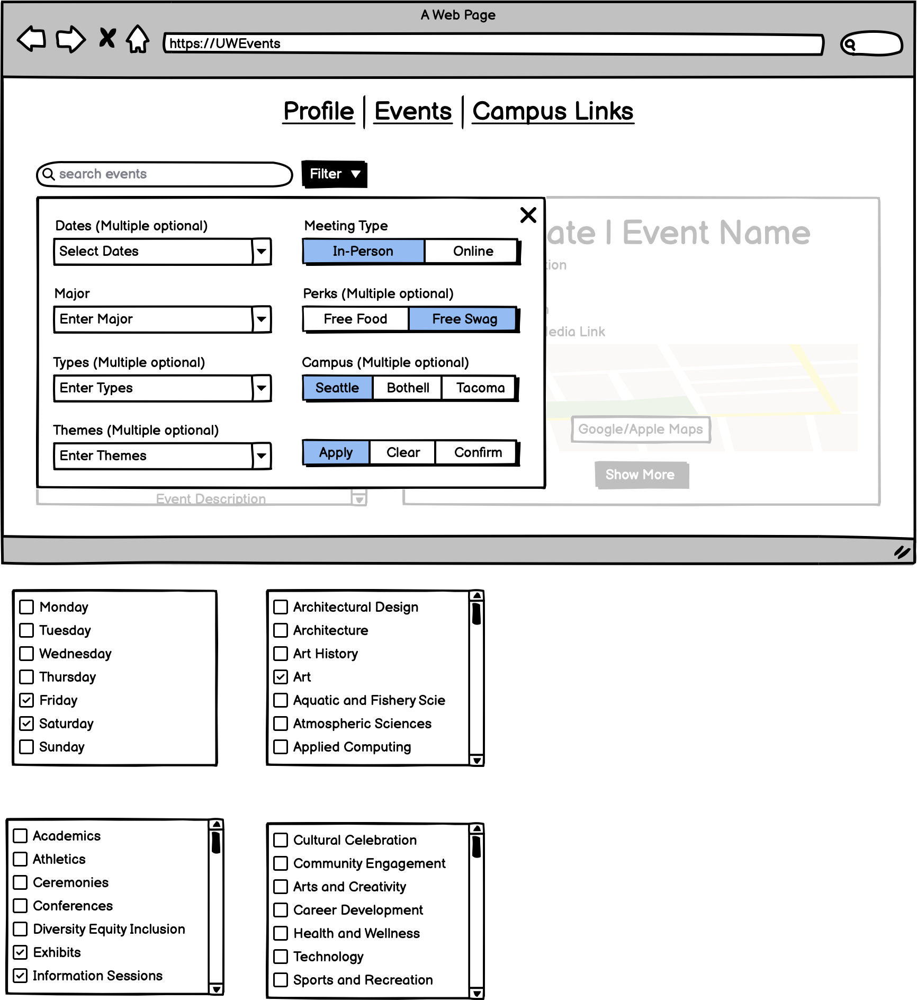 A Web Page
https://UWEvents
Profile | Events | Campus Links
search events
Filter
Dates (Multiple optional)
Select Dates
Major
Enter Major
Types (Multiple optional)
Enter Types
Themes (Multiple optional)
Enter Themes
Meeting Type
In-Person Online
Perks (Multiple optional)
Free Food Free Swag
Campus (Multiple optional)
Seattle Bothell Tacoma
Apply Clear Confirm
ate | Event Name
tion
edia Link
Google/Apple Maps
Show More
Event Description
Monday
Tuesday
Wednesday
Thursday
Friday
Saturday
Sunday
Architectural Design
Architecture
Art History
Art
Aquatic and Fishery Scie
Atmospheric Sciences
Applied Computing
Academics
Athletics
Ceremonies
Conferences
Diversity Equity Inclusion
Exhibits
Information Sessions
Cultural Celebration
Community Engagement
Arts and Creativity
Career Development
Health and Wellness
Technology
Sports and Recreation